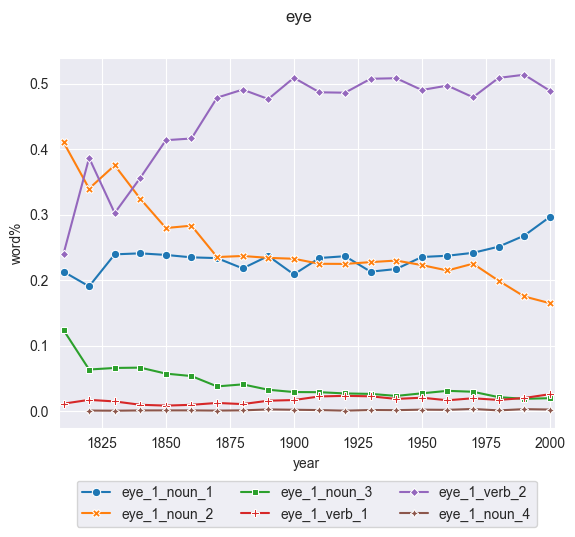 eye
0.5
0.4
0.3
0.2
0.1
0.0
word%
1825 1850 1875 1900 1925 1950 1975 2000
year
eye_1_noun_1 eye_1_noun_3 eye_1_verb_2
eye_1_noun_2 eye_1_verb_1 eye_1_noun_4